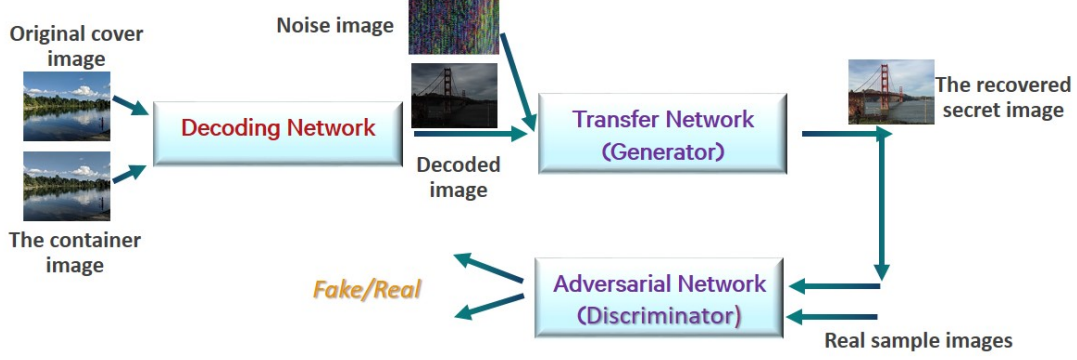 Original cover
image
Noise image
Decoding Network
The container
image
Decoded
image
Transfer Network
(Generator)
The recovered
secret image
Fake/Real
Adversarial Network
(Discriminator)
Real sample images